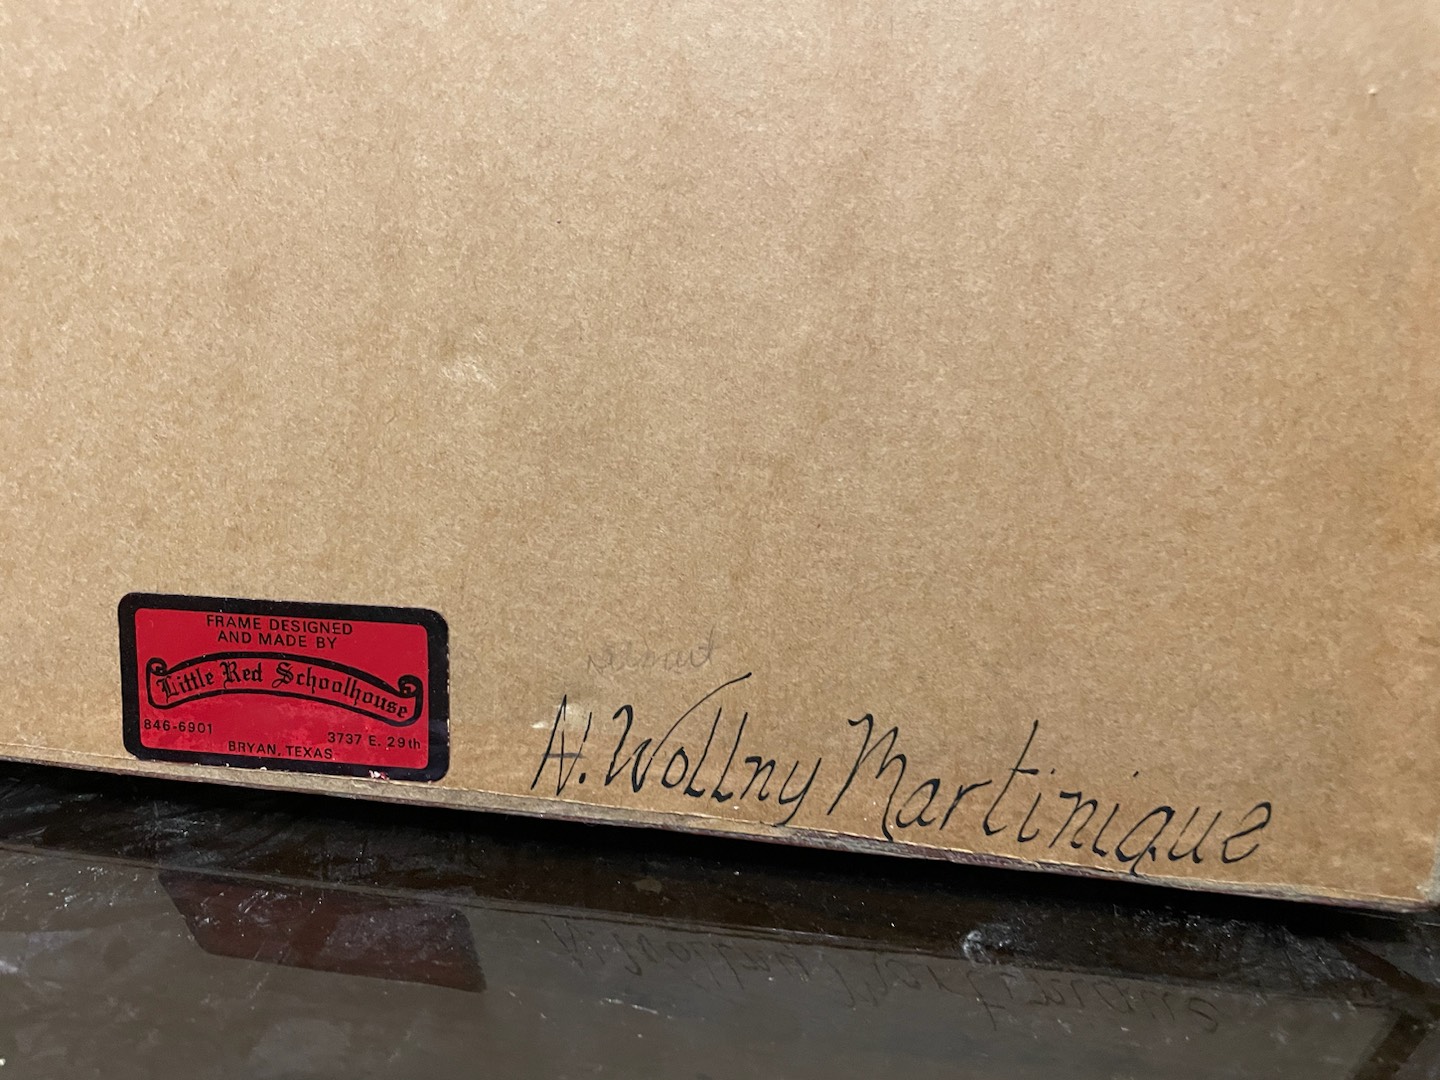 FRAME DESIGNED
AND MADE BY
Little Red Schoolhouse
846-6901
3737 E. 29th
BRYAN, TEXAS
H. Wollny Martinique